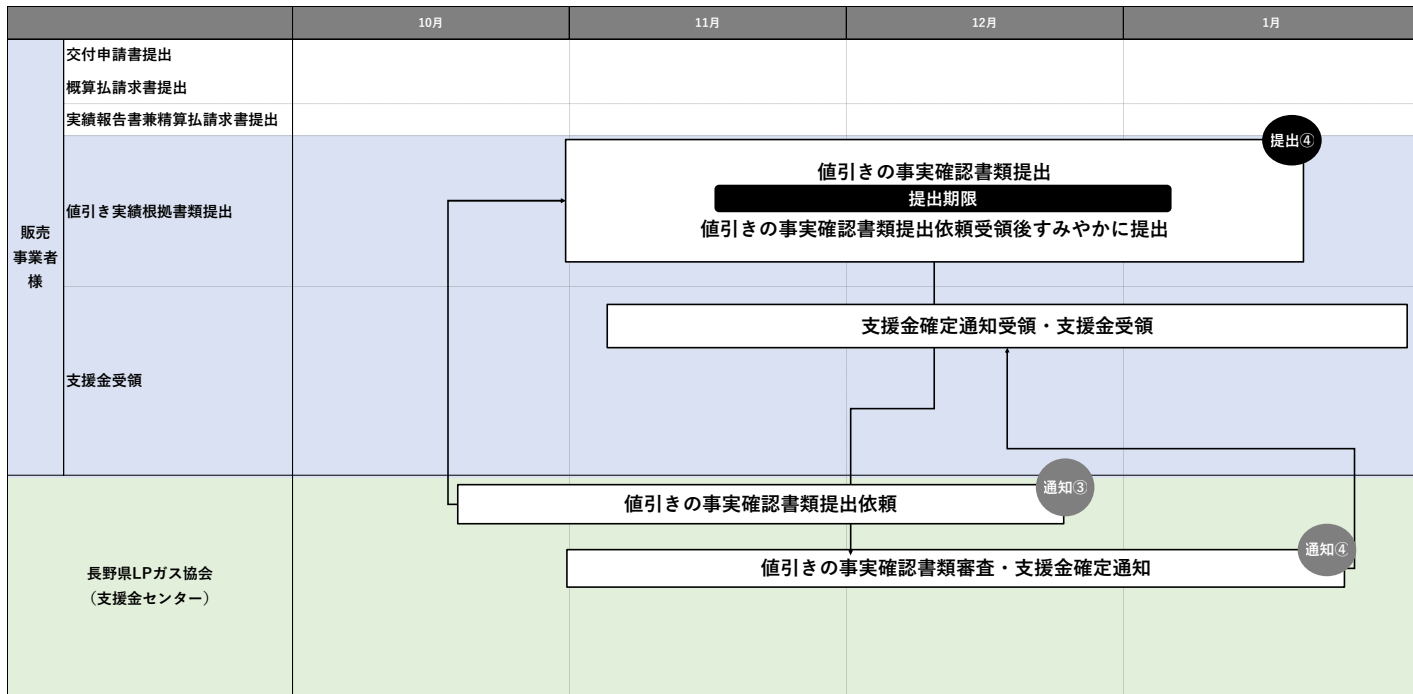 10月
11月
12月
1月
交付申請書提出
概算払請求書提出
実績報告書兼精算払請求書提出
提出④
値引きの事実確認書類提出
提出期限
値引きの事実確認書類提出依頼受領後すみやかに提出
値引き実績根拠書類提出
販売
事業者
様
支援金確定通知受領・支援金受領
支援金受領
通知③
値引きの事実確認書類提出依頼
通知④
値引きの事実確認書類審査・支援金確定通知
長野県LPガス協会
（支援金センター）